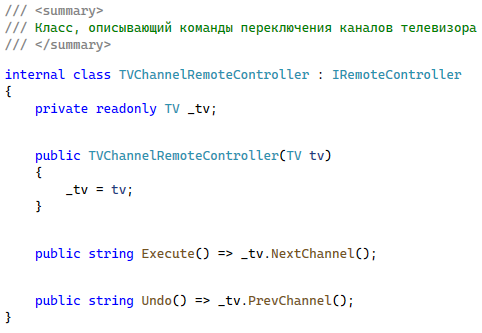 /// <summary>
/// Класс, описывающий команды переключения каналов телевизора
/// </summary>
internal class TVChannelRemoteController : IRemoteController
{
    private readonly TV _tv;
    public TVChannelRemoteController(TV tv)
    {
        _tv = tv;
    }
    public string Execute() => _tv.NextChannel();
    public string Undo() => _tv.PrevChannel();
}